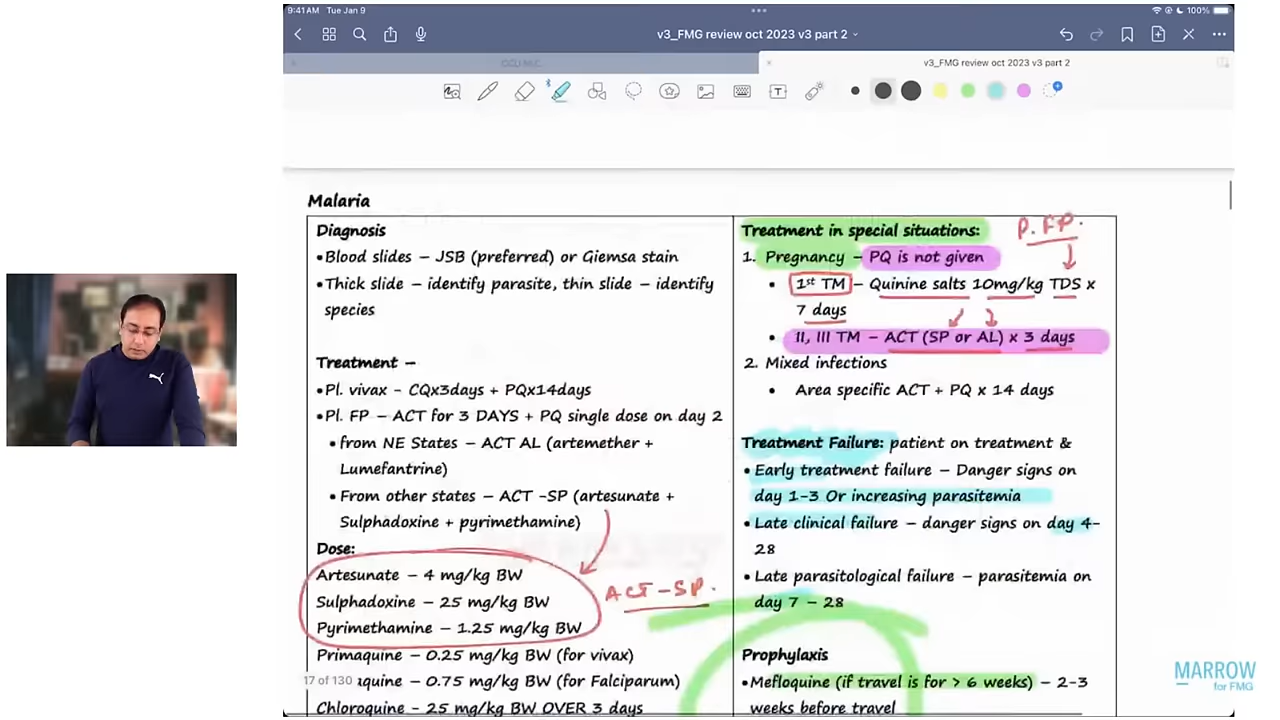 9:41AM Tue Jan 9
100%
v3_FMG review oct 2023 v3 part 2
v3_FMG review oct 2023 v3 part 2
Malaria
Diagnosis
•Blood slides – JSB (preferred) or Giemsa stain
•Thick slide – identify parasite, thin slide – identify
species
Treatment –
•Pl. vivax - CQx3days + PQx14days
•Pl. FP – ACT for 3 DAYS + PQ single dose on day 2
•from NE States – ACT AL (artemether +
Lumefantrine)
•From other states – ACT -SP (artesunate +
Sulphadoxine + pyrimethamine)
Dose:
Artesunate – 4 mg/kg BW
Sulphadoxine – 25 mg/kg BW
Pyrimethamine – 1.25 mg/kg BW
ACT-SP.
Primaquine – 0.25 mg/kg BW (for vivax)
17 of 130
aquine – 0.75 mg/kg BW (for Falciparum)
Chloroquine – 25 mg/kg BW OVER 3 days
Treatment in special situations:
P. FP.
1. Pregnancy – PQ is not given
• 1st TM – Quinine salts 10mg/kg TDS x
7 days
• II, III TM – ACT (SP or AL) x 3 days
2. Mixed infections
• Area specific ACT + PQ x 14 days
Treatment Failure: patient on treatment &
•Early treatment failure – Danger signs on
day 1-3 Or increasing parasitemia
•Late clinical failure – danger signs on day 4-
28
•Late parasitological failure – parasitemia on
day 7 – 28
Prophylaxis
•Mefloquine (if travel is for > 6 weeks) – 2-3
weeks before travel
MARROW
for FMG